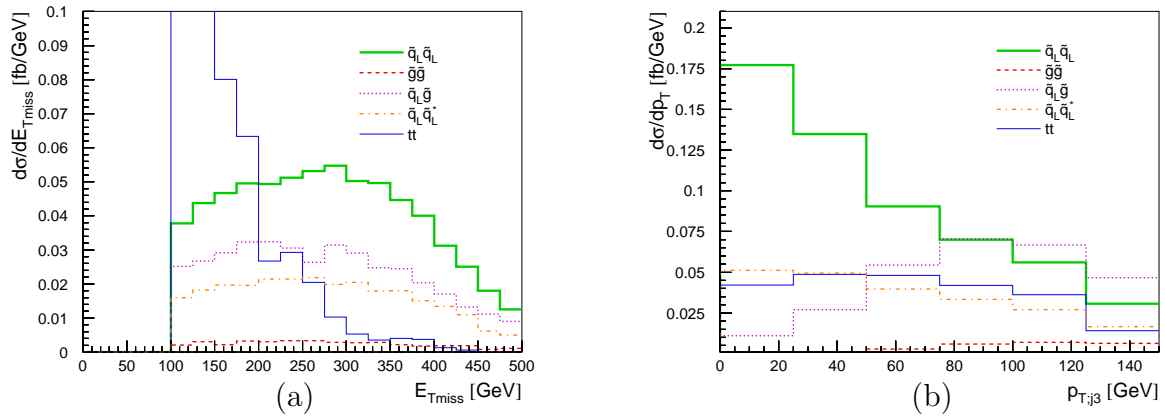 dσ/dE_Tmiss [fb/GeV]
0.1
0.09
0.08
0.07
0.06
0.05
0.04
0.03
0.02
0.01
0
q̃_L q̃_L
g̃g̃
q̃_L g̃
q̃_L q̃_L^*
tt
0 50 100 150 200 250 300 350 400 450 500
E_Tmiss [GeV]
(a)
dσ/dp_T [fb/GeV]
0.2
0.175
0.15
0.125
0.1
0.075
0.05
0.025
q̃_L q̃_L
g̃g̃
q̃_L g̃
q̃_L q̃_L^*
tt
0 20 40 60 80 100 120 140
p_T;j3 [GeV]
(b)